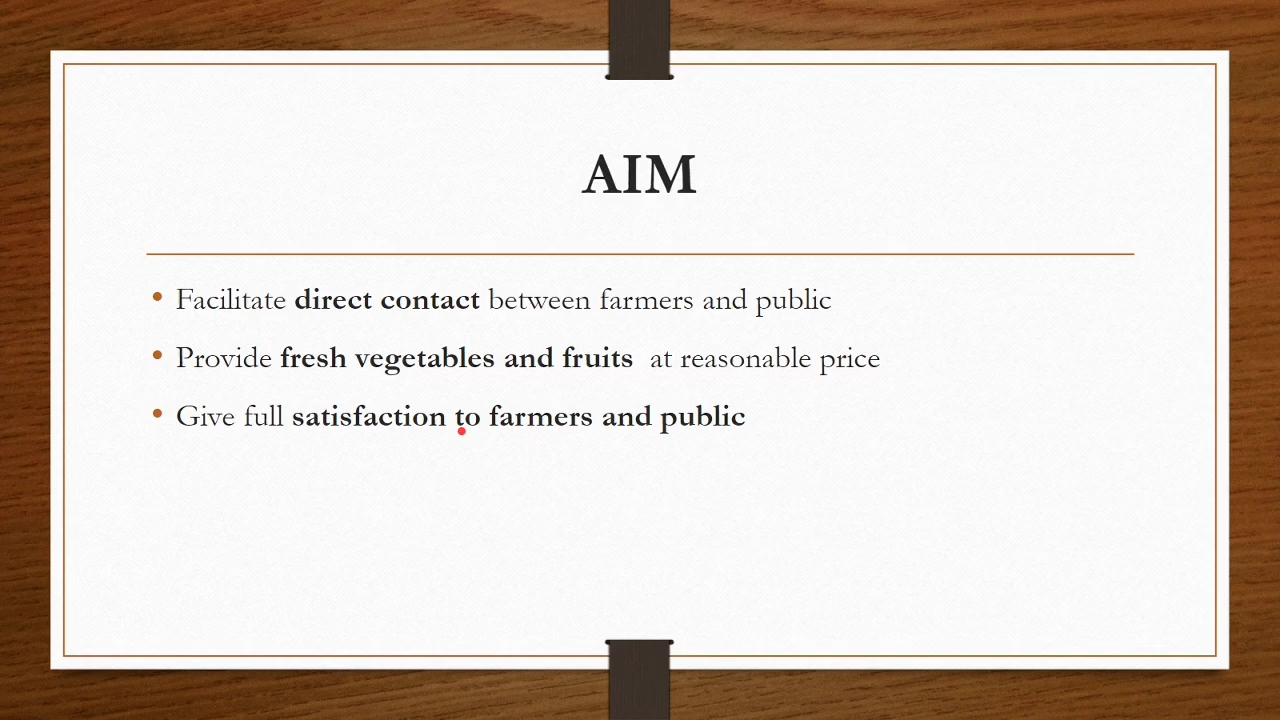 AIM
• Facilitate direct contact between farmers and public
• Provide fresh vegetables and fruits  at reasonable price
• Give full satisfaction to farmers and public